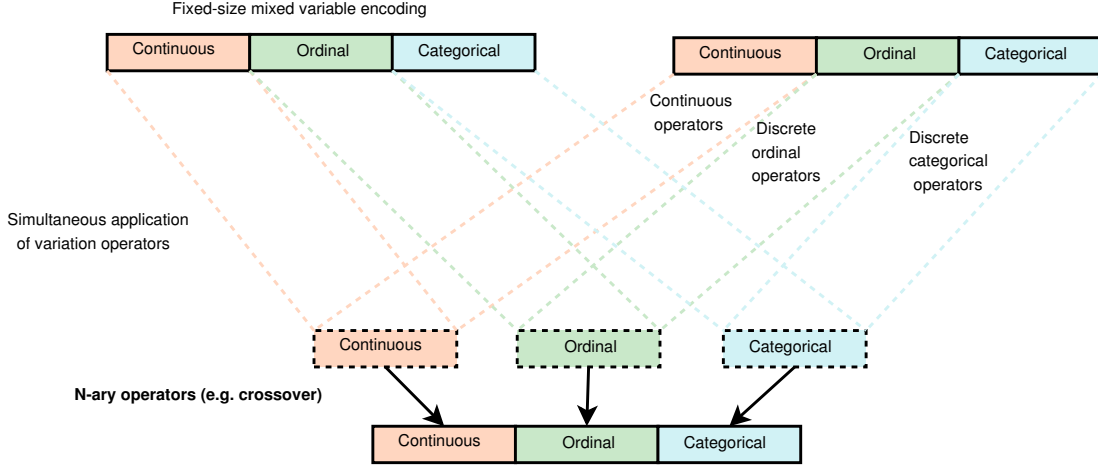 Fixed-size mixed variable encoding
Continuous Ordinal Categorical
Continuous Ordinal Categorical
Continuous
operators
Discrete
ordinal
operators
Discrete
categorical
operators
Simultaneous application
of variation operators
Continuous Ordinal Categorical
N-ary operators (e.g. crossover)
Continuous Ordinal Categorical